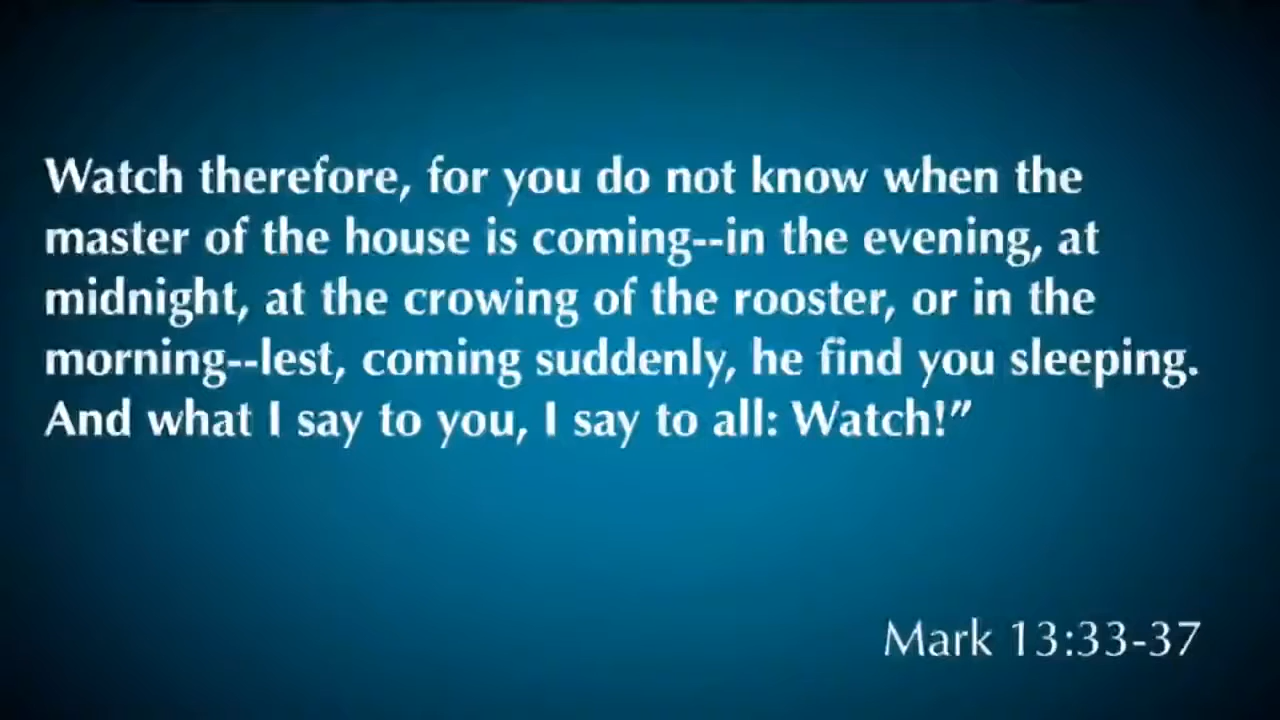 Watch therefore, for you do not know when the
master of the house is coming--in the evening, at
midnight, at the crowing of the rooster, or in the
morning--lest, coming suddenly, he find you sleeping.
And what I say to you, I say to all: Watch!”
Mark 13:33-37